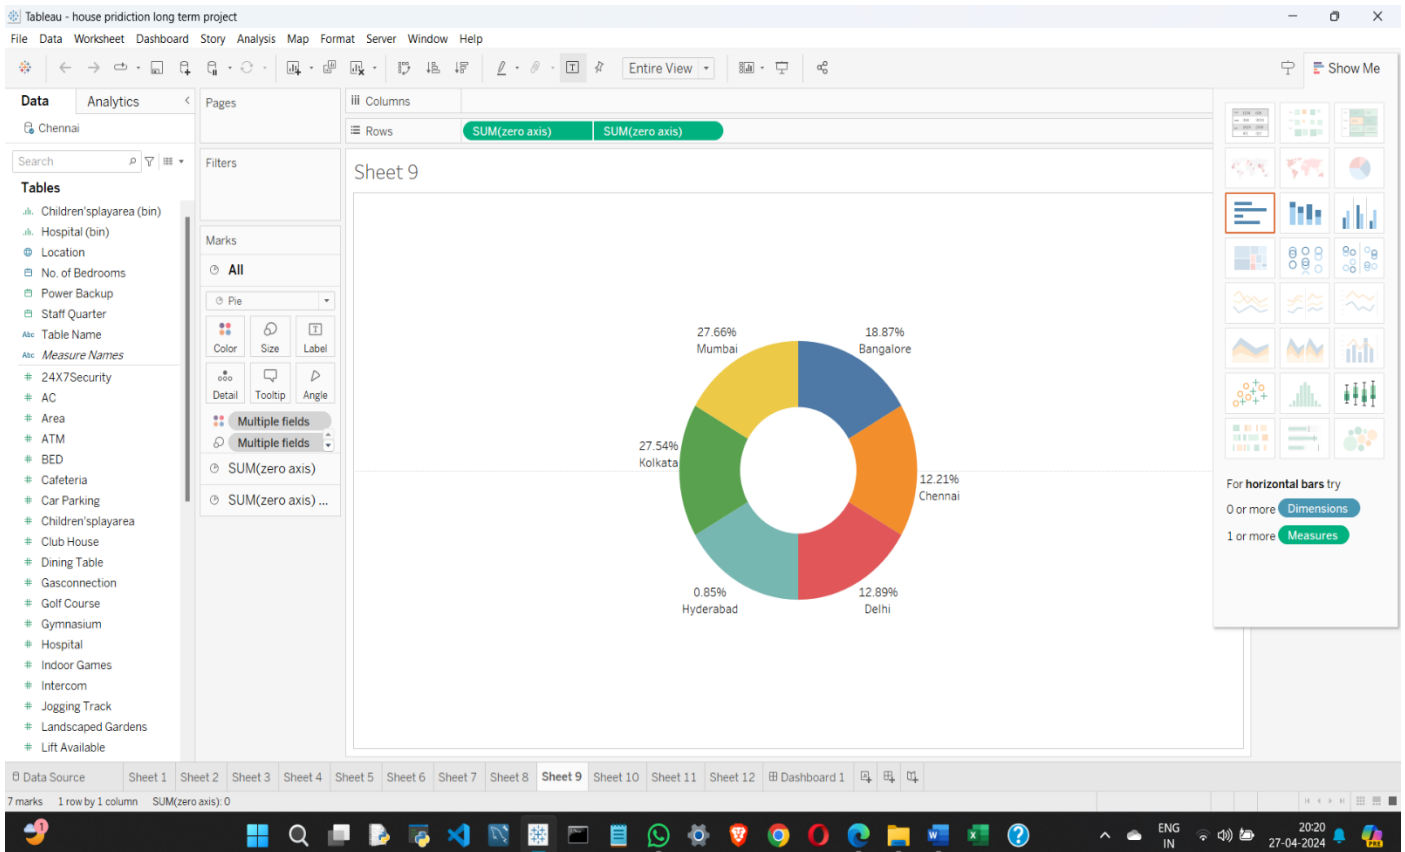 Tableau - house pridiction long term project
File Data Worksheet Dashboard Story Analysis Map Format Server Window Help
Entire View
Show Me
Data Analytics
Chennai
Search
Tables
Children'splayarea (bin)
Hospital (bin)
Location
No. of Bedrooms
Power Backup
Staff Quarter
Abc Table Name
Abc Measure Names
# 24X7Security
# AC
# Area
# ATM
# BED
# Cafeteria
# Car Parking
# Children'splayarea
# Club House
# Dining Table
# Gasconnection
# Golf Course
# Gymnasium
# Hospital
# Indoor Games
# Intercom
# Jogging Track
# Landscaped Gardens
# Lift Available
Pages
Filters
Marks
All
Pie
Color Size Label
Detail Tooltip Angle
Multiple fields
Multiple fields
SUM(zero axis)
SUM(zero axis) ...
Columns
Rows SUM(zero axis) SUM(zero axis)
Sheet 9
27.66%
Mumbai
18.87%
Bangalore
27.54%
Kolkata
12.21%
Chennai
0.85%
Hyderabad
12.89%
Delhi
For horizontal bars try
0 or more Dimensions
1 or more Measures
Data Source Sheet 1 Sheet 2 Sheet 3 Sheet 4 Sheet 5 Sheet 6 Sheet 7 Sheet 8 Sheet 9 Sheet 10 Sheet 11 Sheet 12 Dashboard 1
7 marks 1 row by 1 column SUM(zero axis): 0
1
ENG
IN
20:20
27-04-2024
PRE